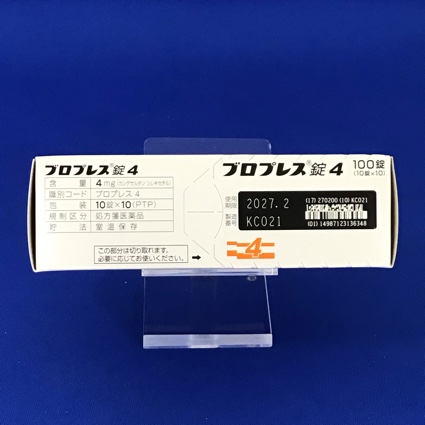 ブロプレス®錠4
含 量 4mg(カンデサルタン シレキセチル)
識別コード ブロプレス4
包 装 10錠×10(PTP)
規制区分 処方箋医薬品
貯 法 室温保存
この部分は切り取れます。
必要に応じてお使いください。 →
ブロプレス®錠4 100錠
(10錠×10)
使用期限 2027.2
製造番号 KC021
(17) 270200 (10) KC021
(01) 14987123136348
4